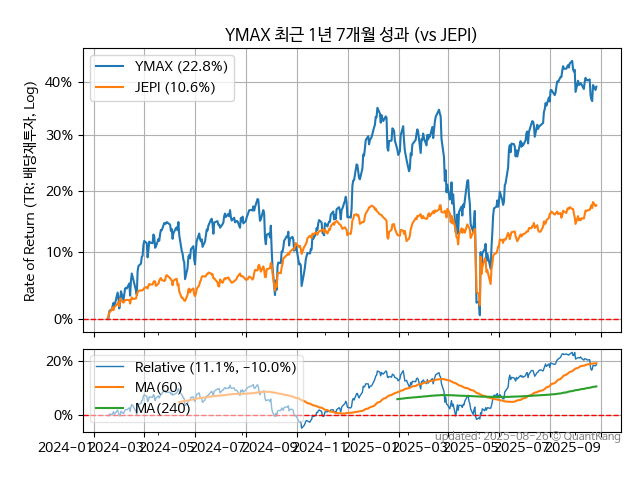 YMAX 최근 1년 7개월 성과 (vs JEPI)
Rate of Return (TR: 배당재투자, Log)
YMAX (22.8%)
JEPI (10.6%)
40%
30%
20%
10%
0%
Relative (11.1%, -10.0%)
MA(60)
MA(240)
20%
0%
2024-01
2024-03
2024-05
2024-07
2024-09
2024-11
2025-01
2025-03
2025-05
2025-07
2025-09
updated: 2025-08-26 © QuantKang